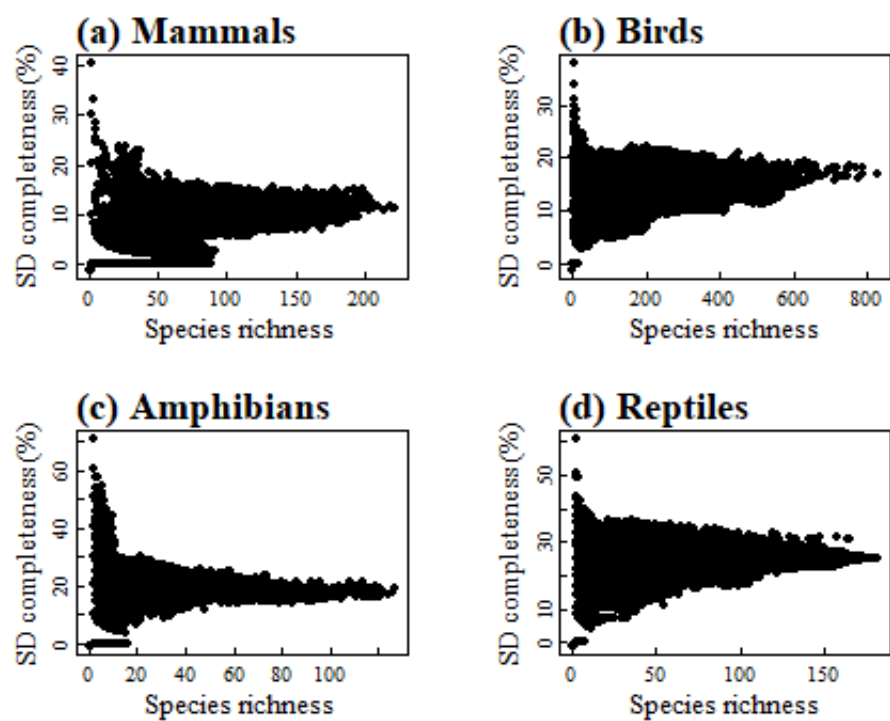 (a) Mammals
SD completeness (%)
0 10 20 30 40
0 50 100 150 200
Species richness
(b) Birds
SD completeness (%)
0 10 20 30
0 200 400 600 800
Species richness
(c) Amphibians
SD completeness (%)
0 20 40 60
0 20 40 60 80 100
Species richness
(d) Reptiles
SD completeness (%)
0 10 30 50
0 50 100 150
Species richness